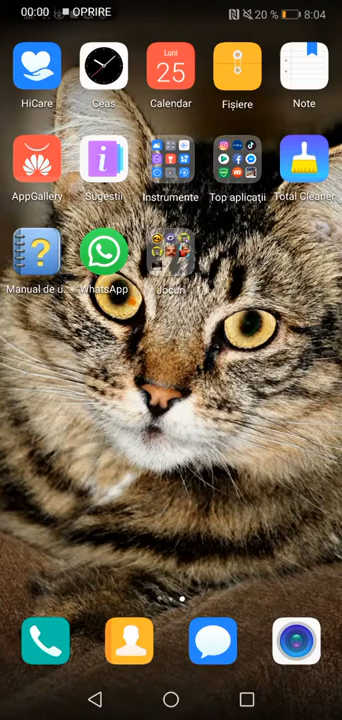 00:00 OPRIRE 20 % 8:04
HiCare Ceas Calendar Fișiere Note
Luni
25
AppGallery Sugestii Instrumente Top aplicații Total Cleaner
Manual de u.. WhatsApp Jocuri